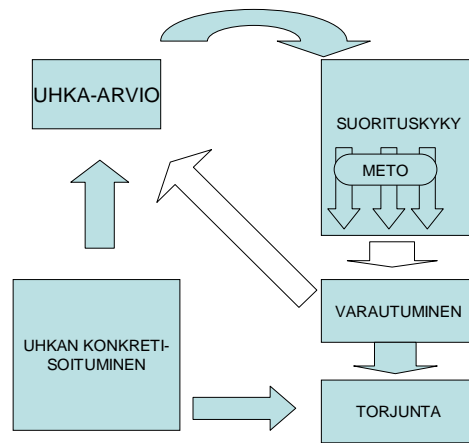 UHKA-ARVIO
SUORITUSKYKY
METO
VARAUTUMINEN
UHKAN KONKRETI-
SOITUMINEN
TORJUNTA